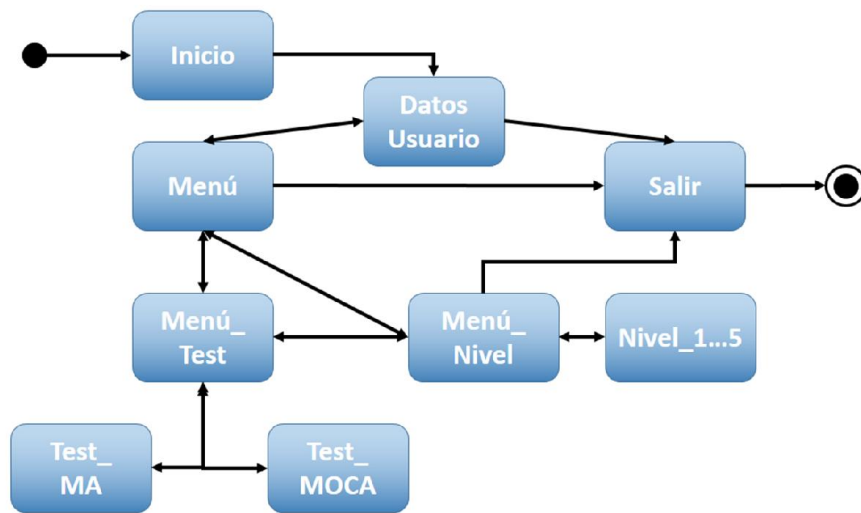 Inicio
Datos
Usuario
Menú
Salir
Menú_
Test
Menú_
Nivel
Nivel_1...5
Test_
MA
Test_
MOCA